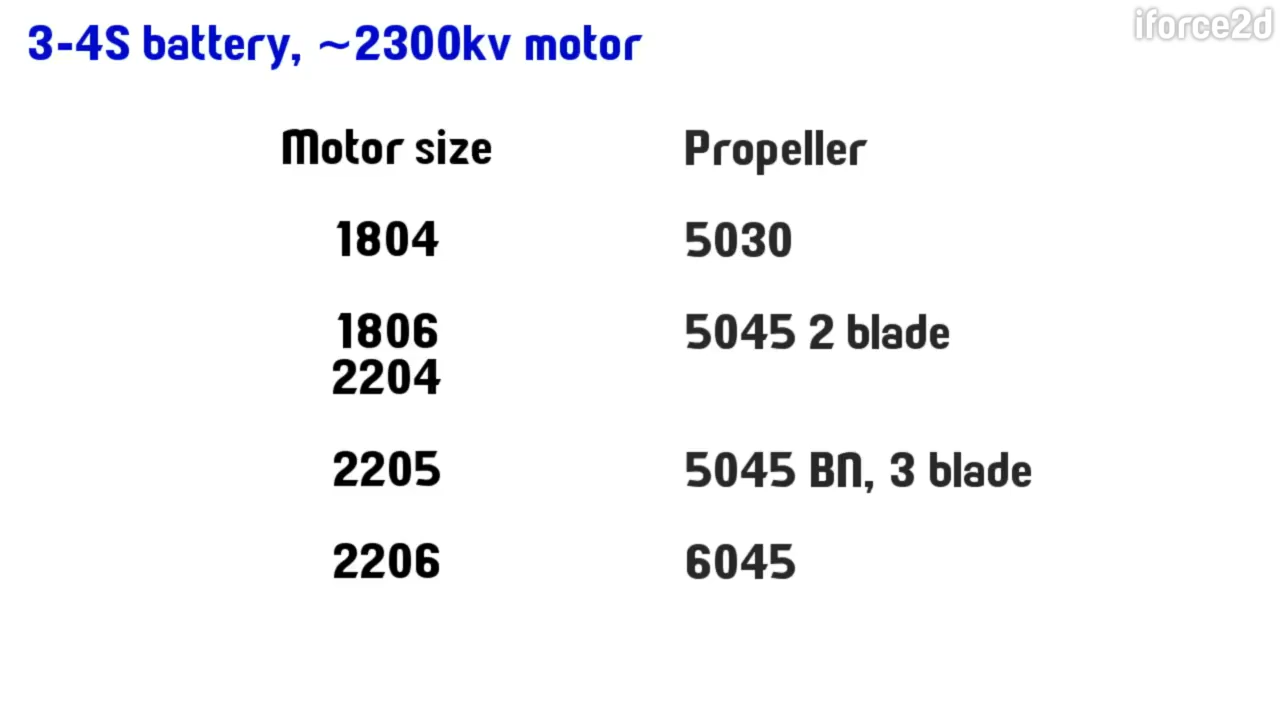 iforce2d
3-4S battery, ~2300kv motor
Motor size Propeller
1804 5030
1806 5045 2 blade
2204
2205 5045 BN, 3 blade
2206 6045